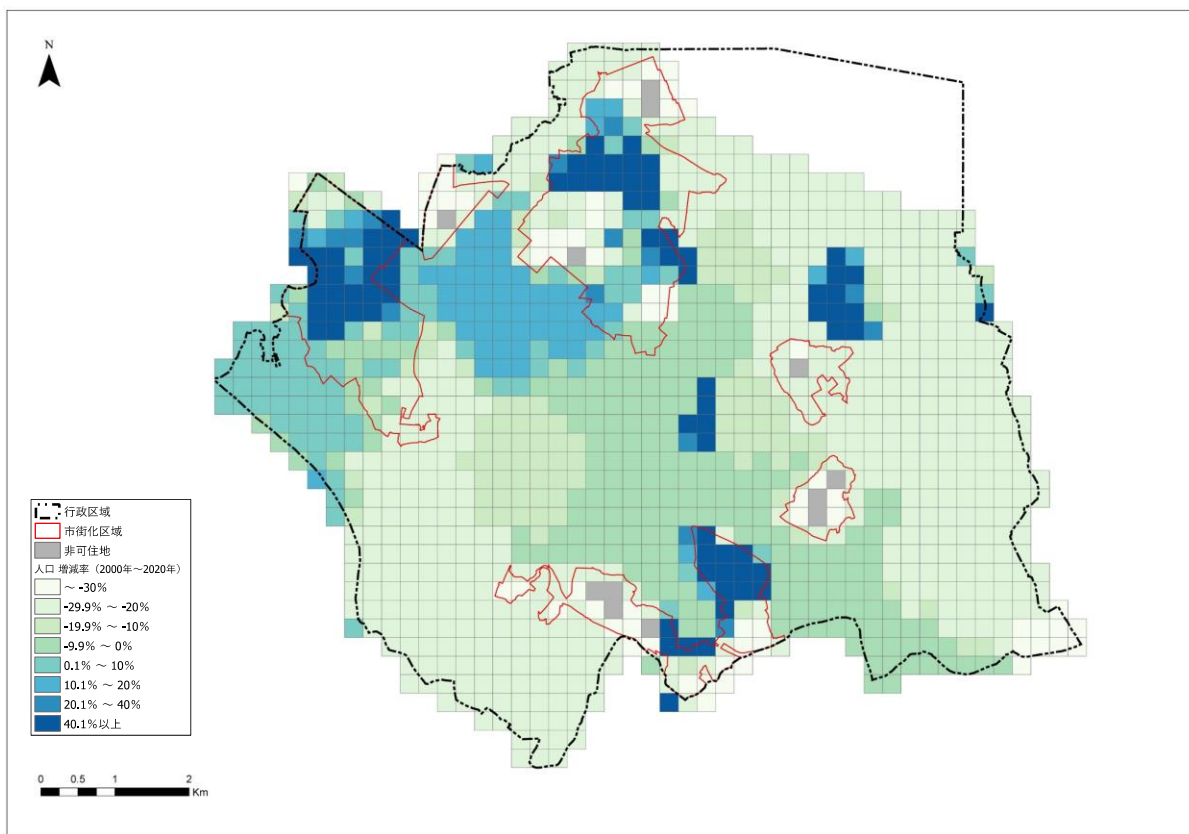 N
行政区域
市街化区域
非可住地
人口 増減率（2000年～2020年）
～ -30%
-29.9% ～ -20%
-19.9% ～ -10%
-9.9% ～ 0%
0.1% ～ 10%
10.1% ～ 20%
20.1% ～ 40%
40.1%以上
0 0.5 1 2
Km